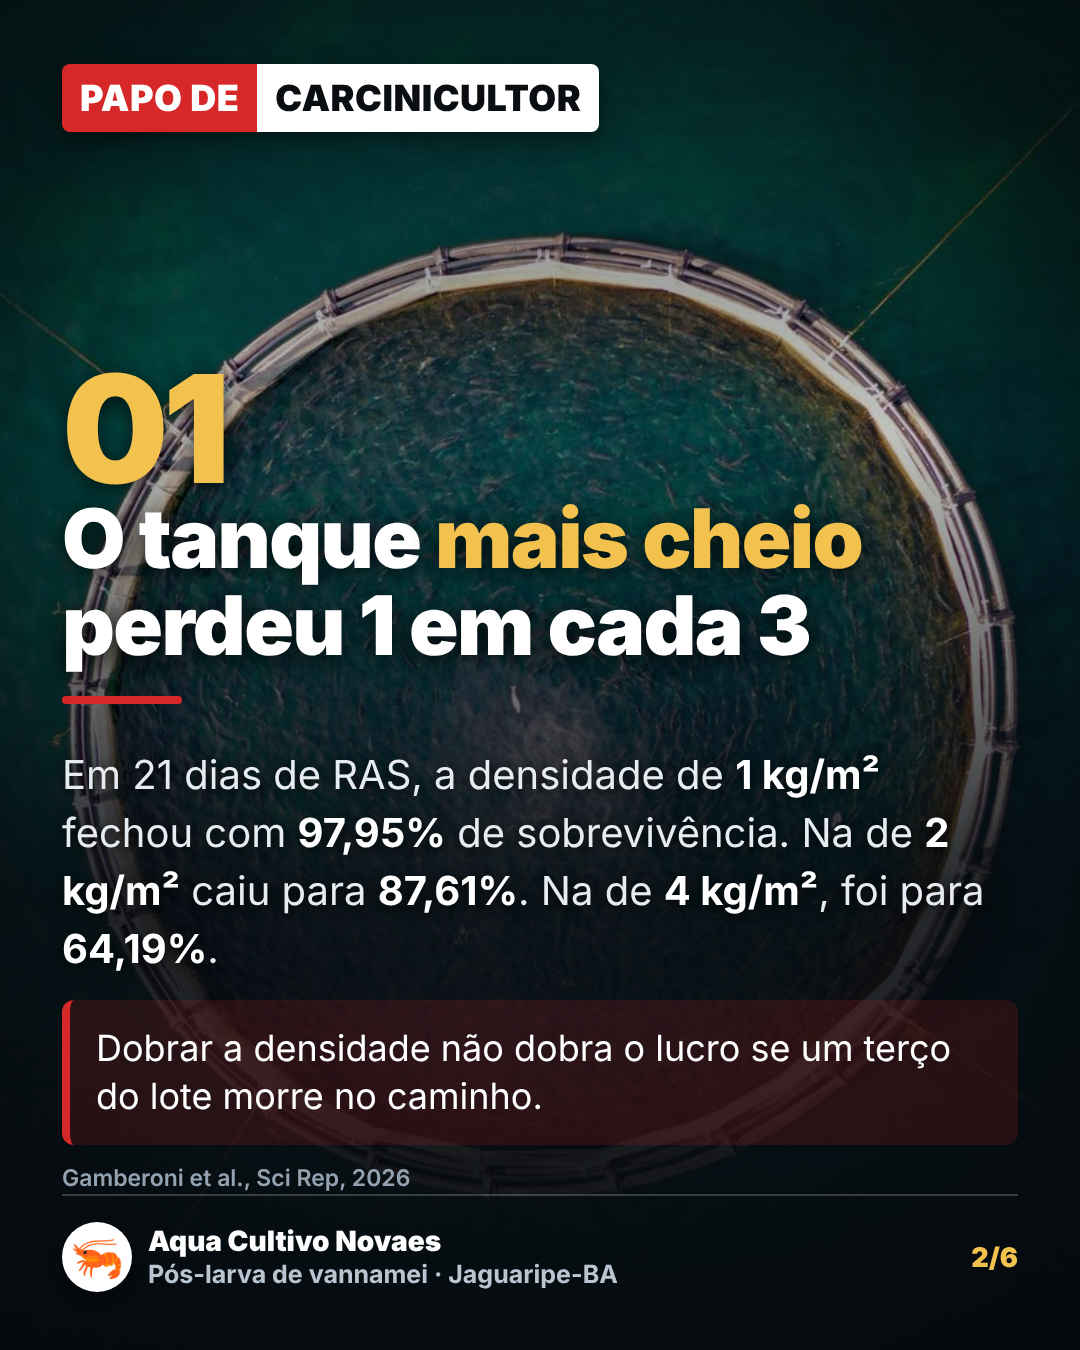 PAPO DE CARCINICULTOR
01
O tanque mais cheio
perdeu 1 em cada 3
Em 21 dias de RAS, a densidade de 1 kg/m²
fechou com 97,95% de sobrevivência. Na de 2
kg/m² caiu para 87,61%. Na de 4 kg/m², foi para
64,19%.
Dobrar a densidade não dobra o lucro se um terço
do lote morre no caminho.
Gamberoni et al., Sci Rep, 2026
Aqua Cultivo Novaes
Pós-larva de vannamei · Jaguaripe-BA
2/6